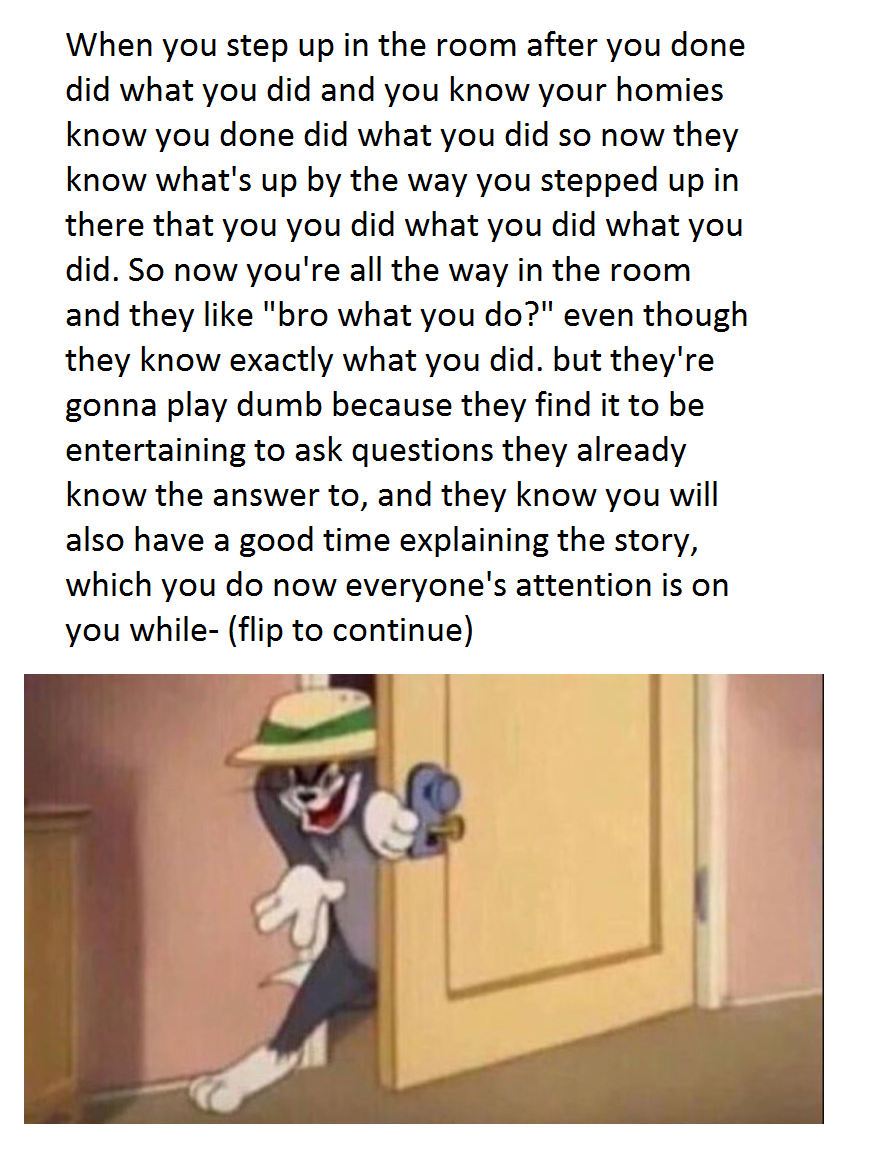 When you step up in the room after you done
did what you did and you know your homies
know you done did what you did so now they
know what's up by the way you stepped up in
there that you you did what you did what you
did. So now you're all the way in the room
and they like "bro what you do?" even though
they know exactly what you did. but they're
gonna play dumb because they find it to be
entertaining to ask questions they already
know the answer to, and they know you will
also have a good time explaining the story,
which you do now everyone's attention is on
you while- (flip to continue)